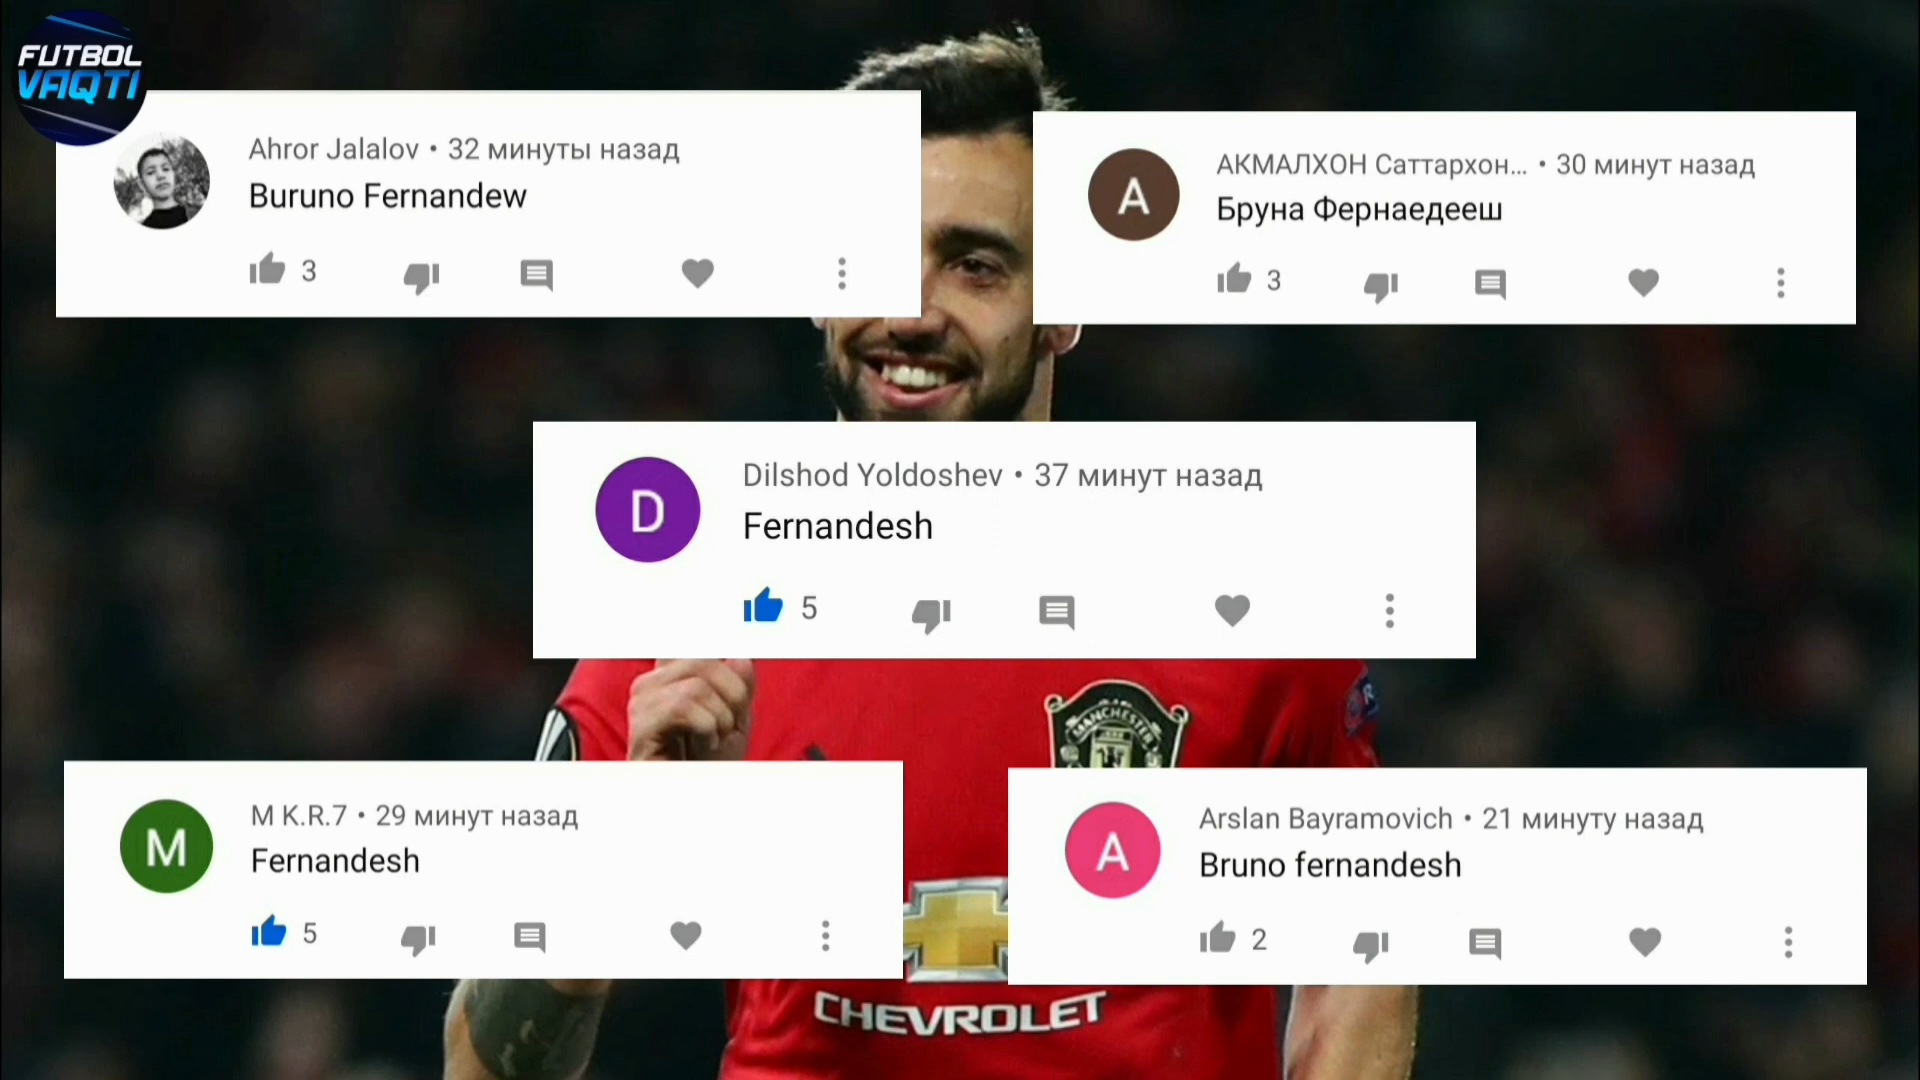 FUTBOL
VAQTI
Ahror Jalalov • 32 минуты назад
Buruno Fernandew
3
А
АКМАЛХОН Саттархон... • 30 минут назад
Бруна Фернаедееш
3
D
Dilshod Yoldoshev • 37 минут назад
Fernandesh
5
MANCHESTER
M
M K.R.7 • 29 минут назад
Fernandesh
5
A
Arslan Bayramovich • 21 минуту назад
Bruno fernandesh
2
CHEVROLET